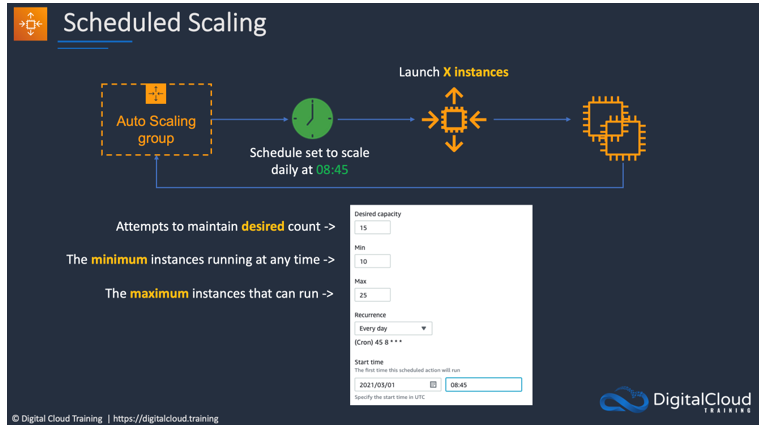 Scheduled Scaling
Launch X instances
Auto Scaling
group
Schedule set to scale
daily at 08:45
Attempts to maintain desired count ->
The minimum instances running at any time ->
The maximum instances that can run ->
Desired capacity
15
Min
10
Max
25
Recurrence
Every day
(Cron) 45 8 * * *
Start time
The first time this scheduled action will run
2021/03/01
08:45
Specify the start time in UTC
DigitalCloud
TRAINING
© Digital Cloud Training | https://digitalcloud.training